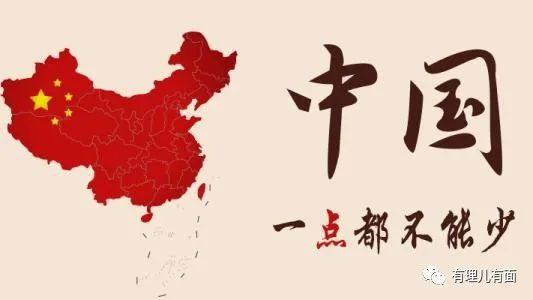 中国
一点都不能少
有理儿有面